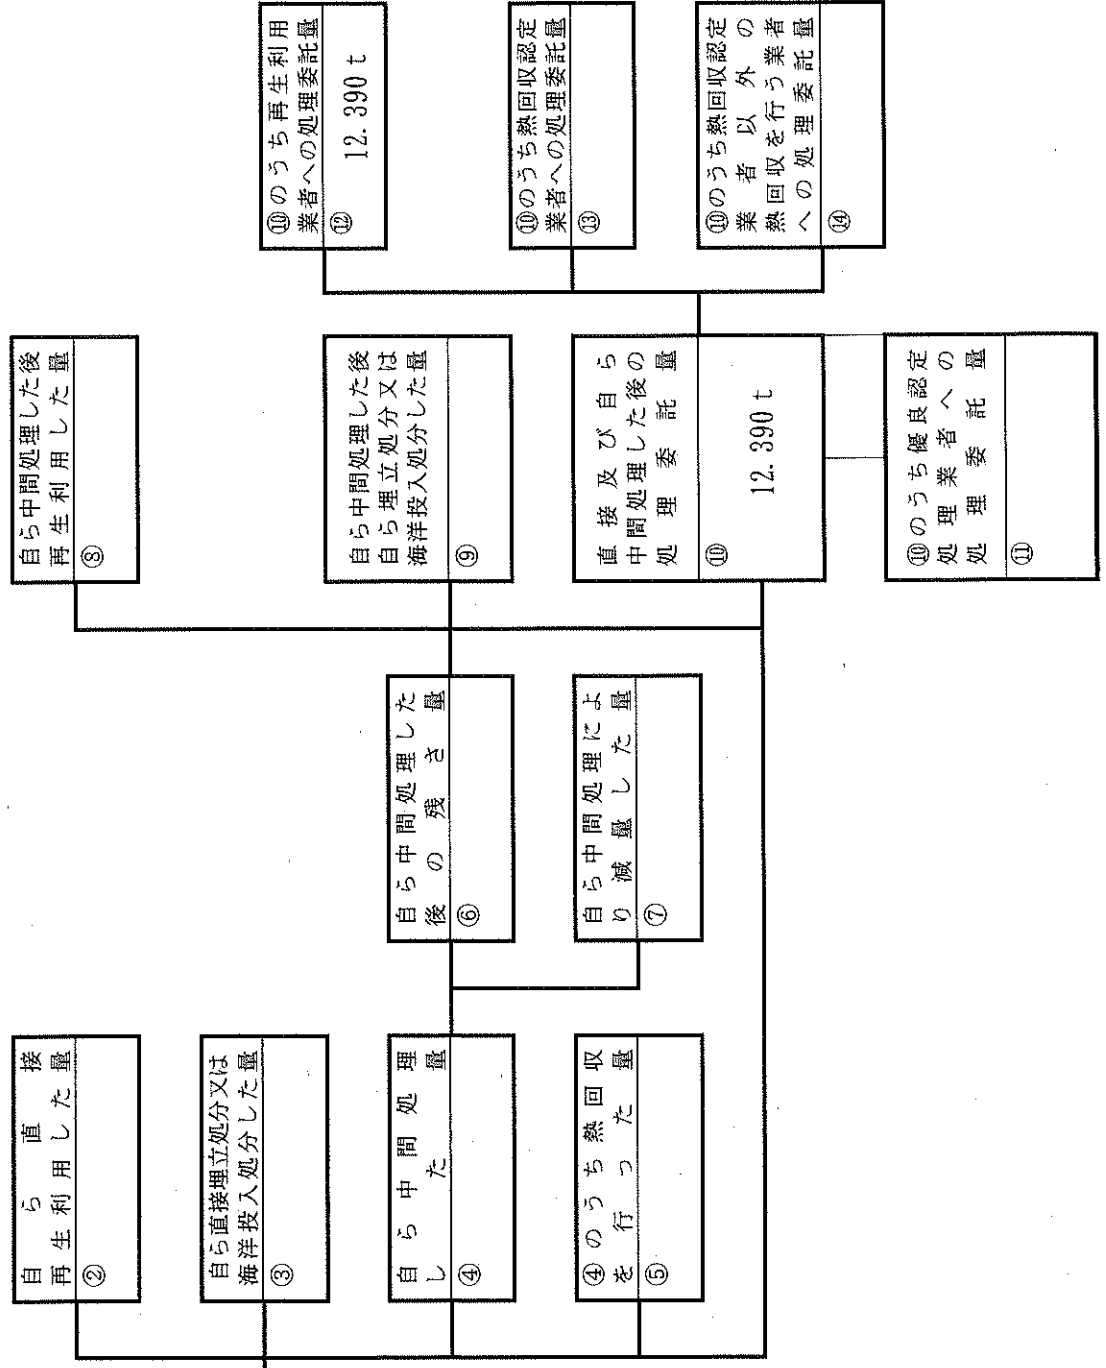 自ら直接
再生利用した量
②
自ら直接埋立処分又は
海洋投入処分した量
③
自ら中間処理
した量
④
④のうち熱回収
を行った量
⑤
自ら中間処理した
後の残さ量
⑥
自ら中間処理によ
り減量した量
⑦
自ら中間処理した後
再生利用した量
⑧
自ら中間処理した後
自ら埋立処分又は
海洋投入処分した量
⑨
直接及び自ら
中間処理した後の
処理委託量
⑩
12.390 t
⑩のうち優良認定
処理業者への
処理委託量
⑪
⑩のうち再生利用
業者への処理委託量
⑫
12.390 t
⑩のうち熱回収認定
業者への処理委託量
⑬
⑩のうち熱回収認定
業者以外の
熱回収を行う業者
への処理委託量
⑭